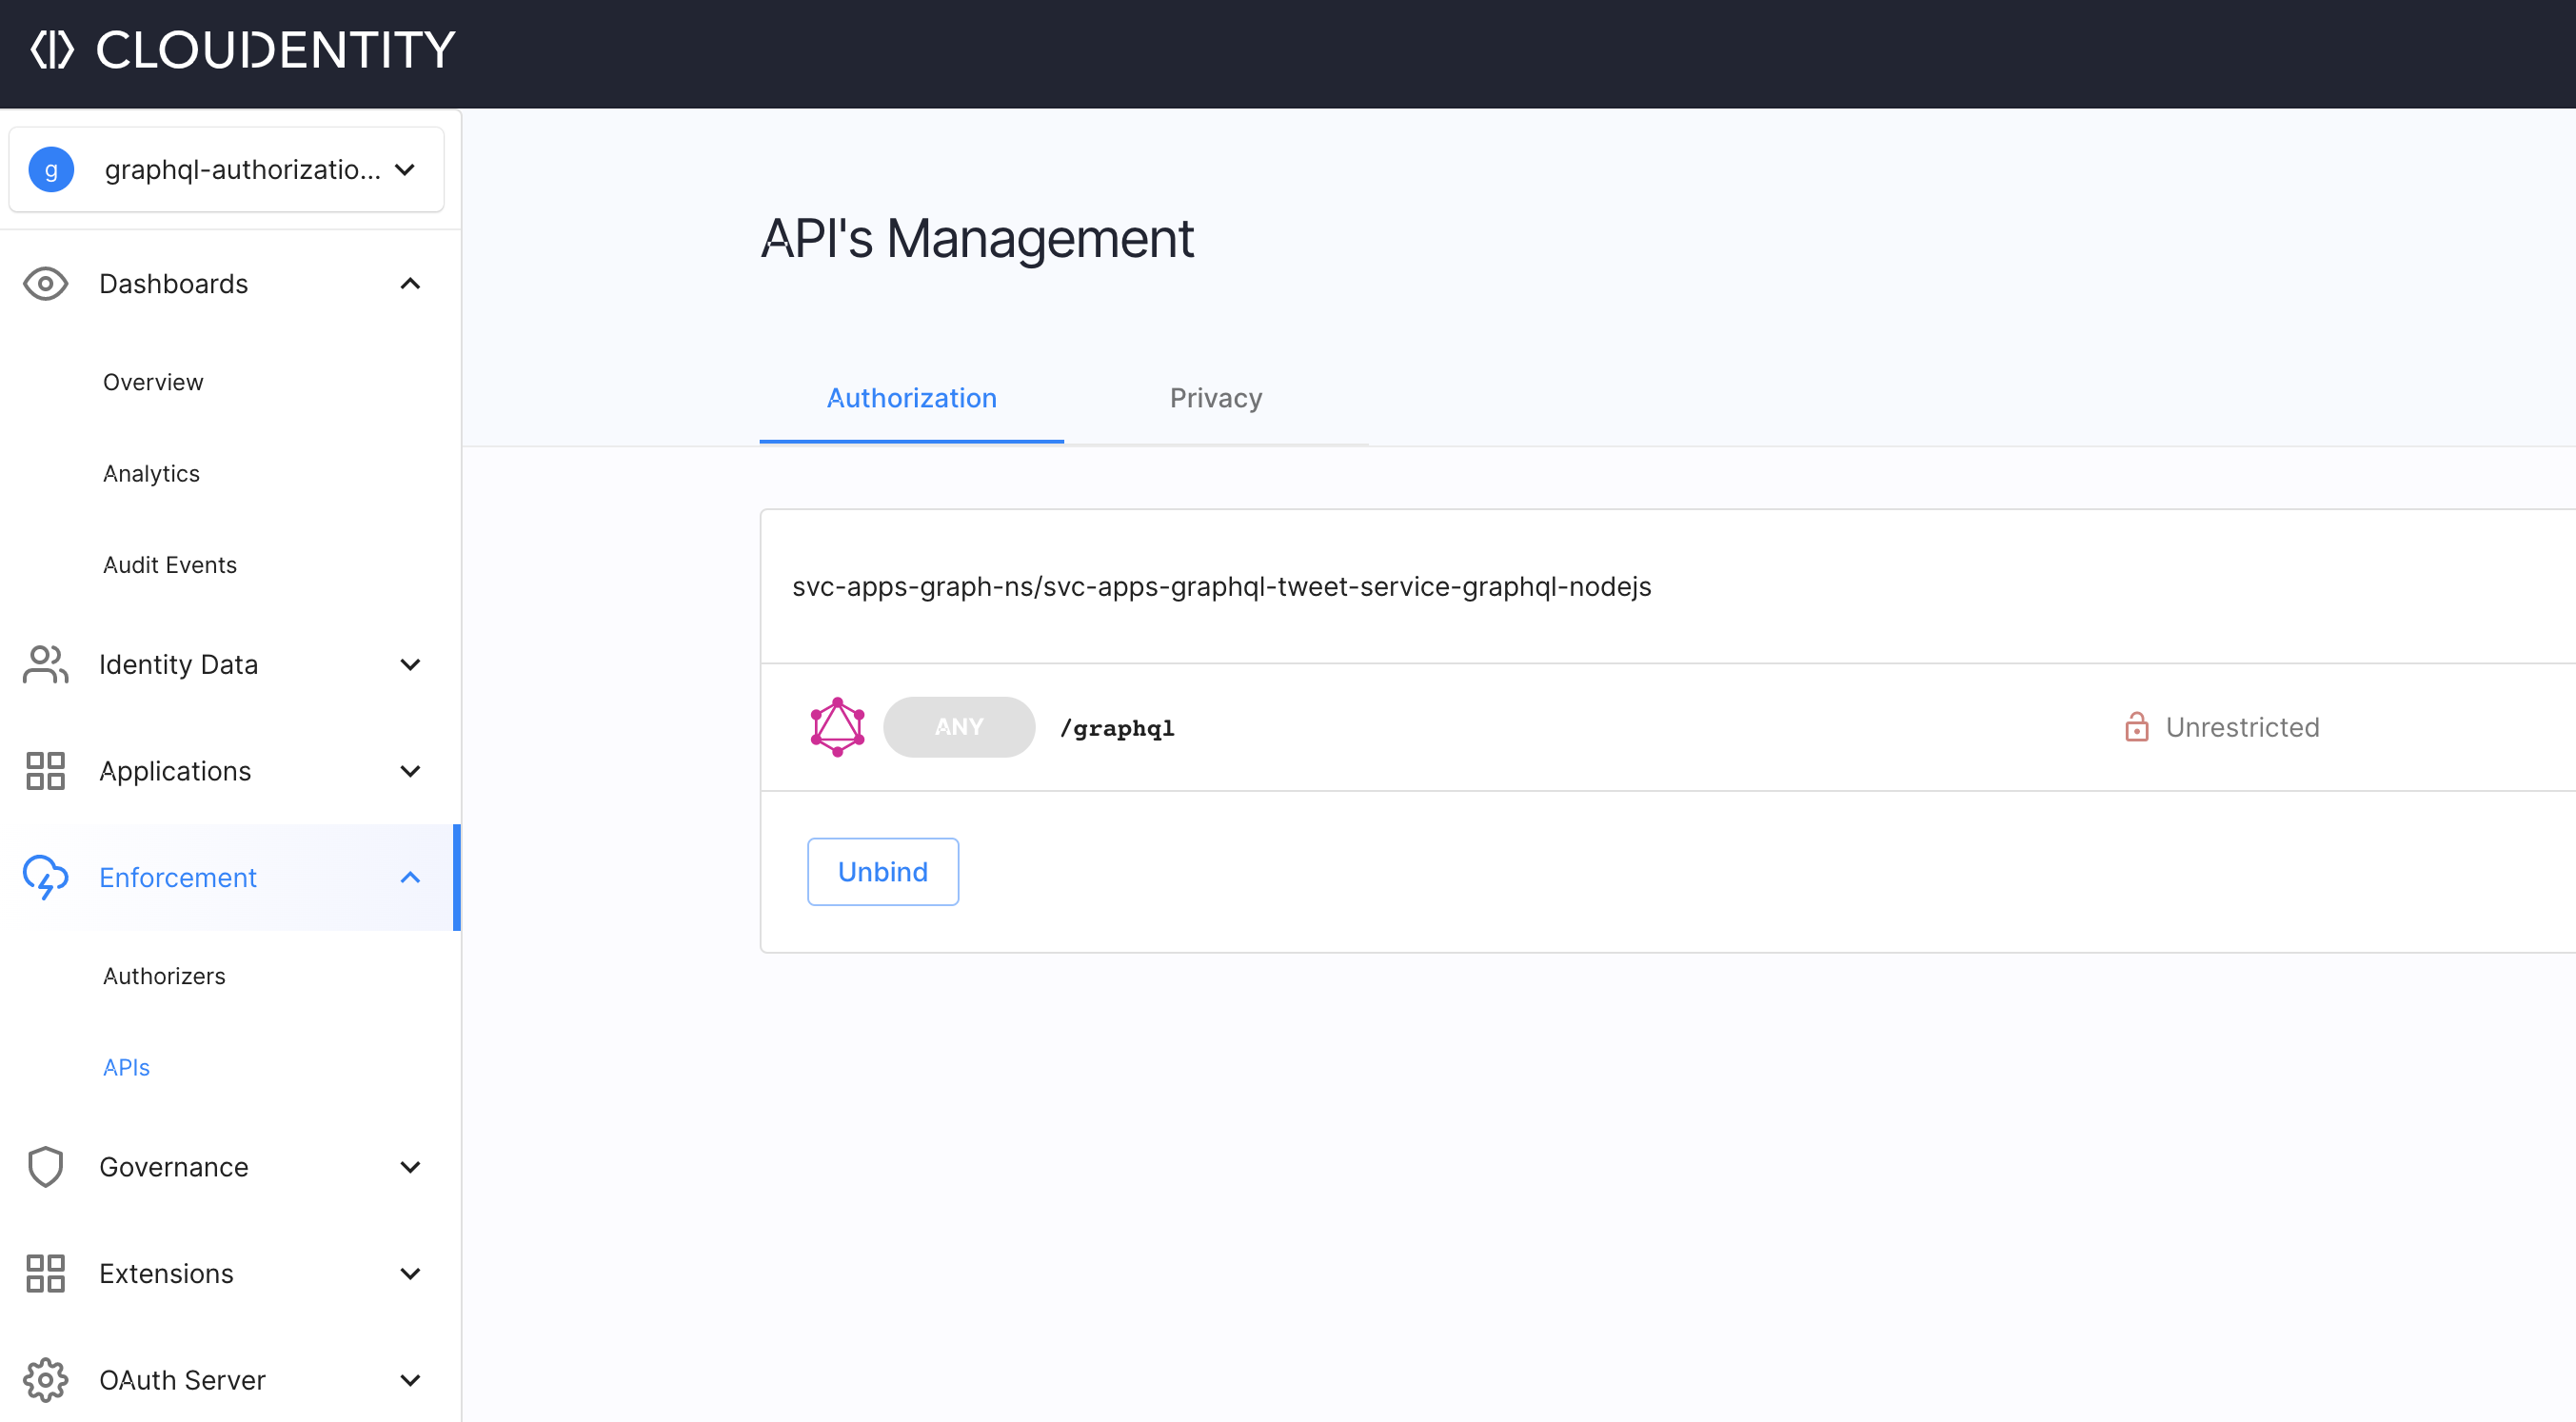 CLOUDENTITY
g graphql-authorizatio...
Dashboards
Overview
Analytics
Audit Events
Identity Data
Applications
Enforcement
Authorizers
APIs
Governance
Extensions
OAuth Server
API's Management
Authorization Privacy
svc-apps-graph-ns/svc-apps-graphql-tweet-service-graphql-nodejs
ANY /graphql Unrestricted
Unbind